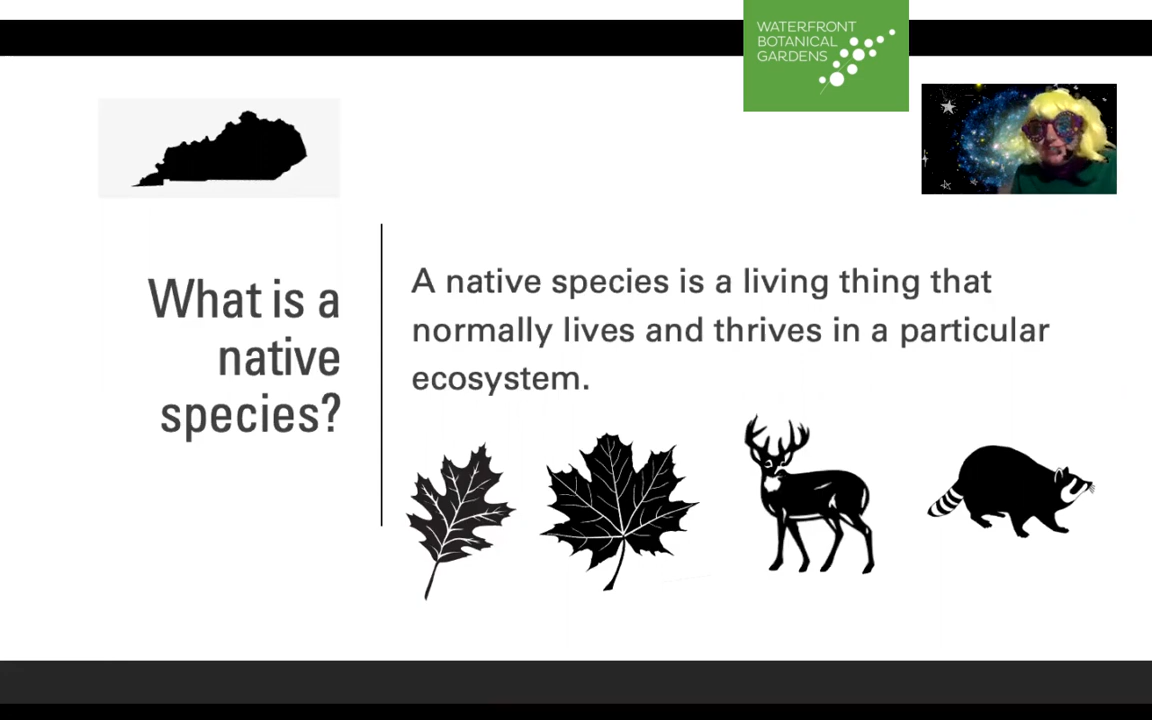 WATERFRONT
BOTANICAL
GARDENS
What is a
native
species?
A native species is a living thing that
normally lives and thrives in a particular
ecosystem.